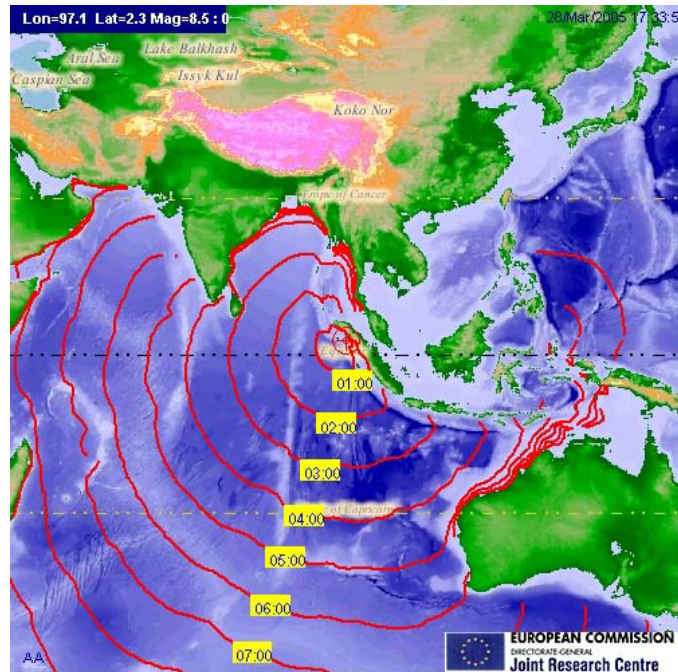 Lon=97.1 Lat=2.3 Mag=8.5 : 0
28/Mar/2005 17:33:5
Lake Balkhash
Aral Sea
Issyk Kul
Caspian Sea
Koko Nor
Tropic of Cancer
01:00
02:00
03:00
of Capricorn
04:00
05:00
06:00
07:00
AA
EUROPEAN COMMISSION
DIRECTORATE-GENERAL
Joint Research Centre